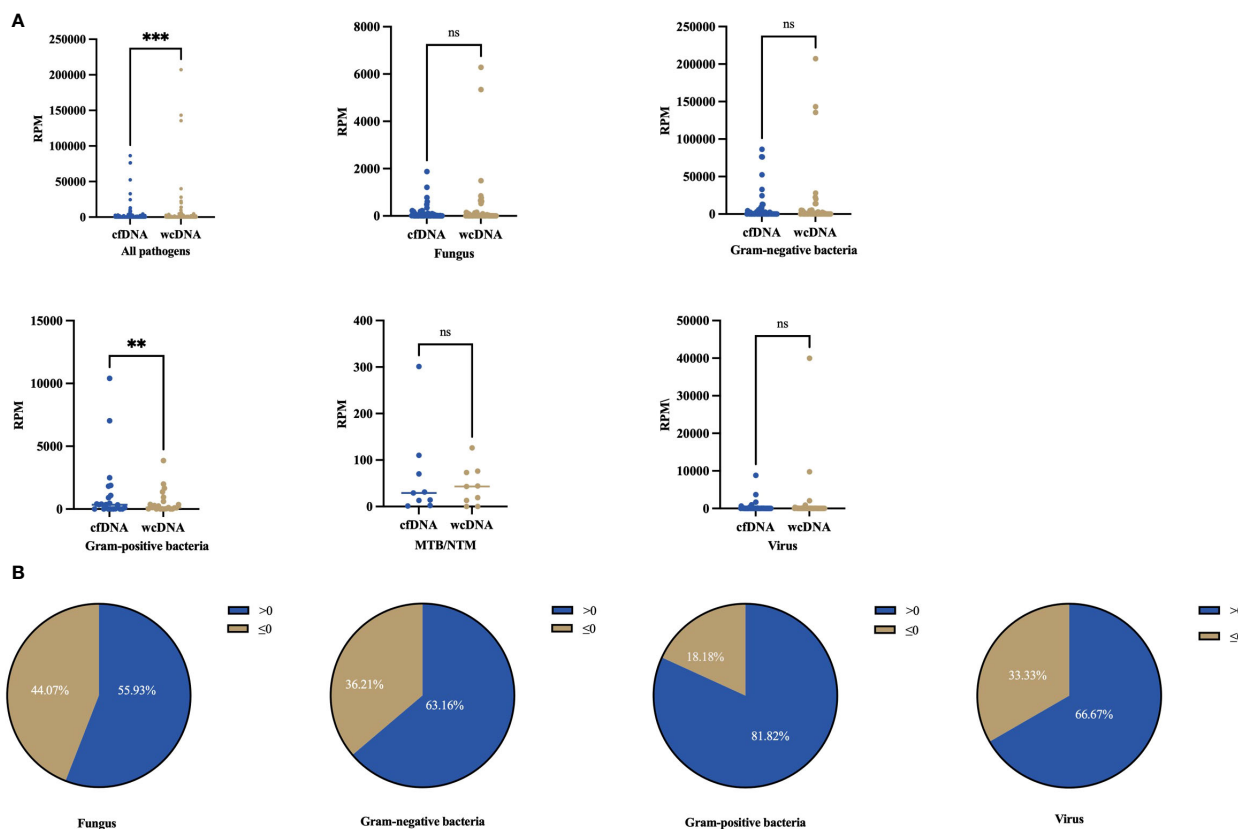 A
250000
200000
150000
100000
50000
0
RPM
***
cfDNA wcDNA
All pathogens
8000
6000
4000
2000
0
RPM
ns
cfDNA wcDNA
Fungus
250000
200000
150000
100000
50000
0
RPM
ns
cfDNA wcDNA
Gram-negative bacteria
15000
10000
5000
0
RPM
**
cfDNA wcDNA
Gram-positive bacteria
400
300
200
100
0
RPM
ns
cfDNA wcDNA
MTB/NTM
50000
40000
30000
20000
10000
0
RPM\
ns
cfDNA wcDNA
Virus
B
>0
≤0
44.07% 55.93%
Fungus
>0
≤0
36.21%
63.16%
Gram-negative bacteria
>0
≤0
18.18%
81.82%
Gram-positive bacteria
>0
≤0
33.33%
66.67%
Virus